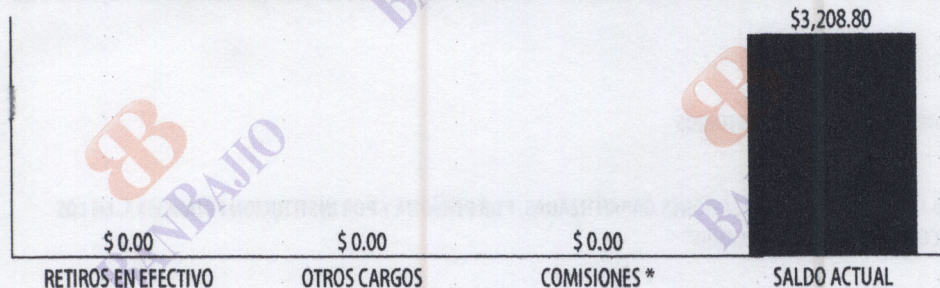 $3,208.80
BANBAJIO
$ 0.00 $ 0.00 $ 0.00
RETIROS EN EFECTIVO OTROS CARGOS COMISIONES * SALDO ACTUAL